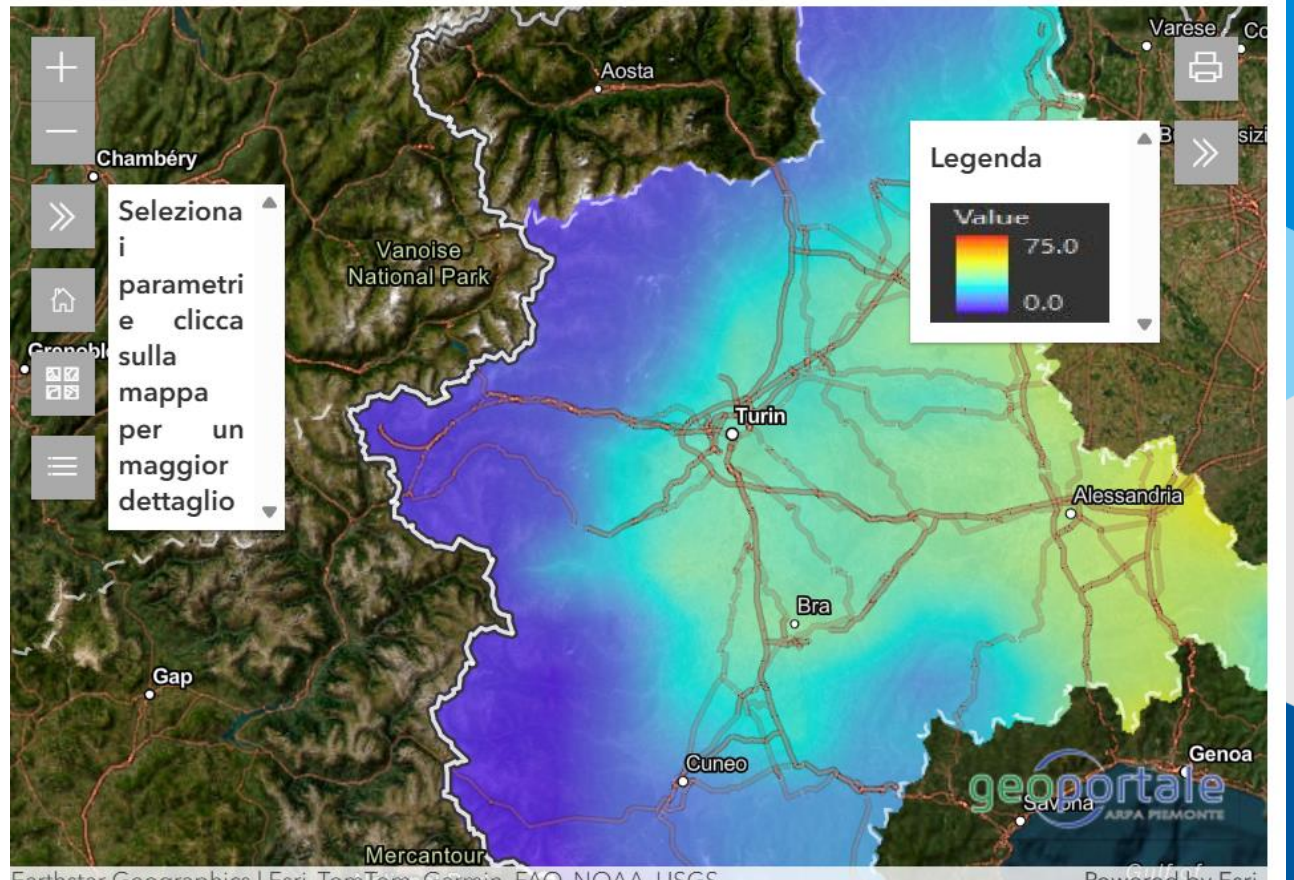 Varese
Co
Aosta
Chambéry
Legenda
Value
75.0
0.0
Seleziona
i
parametri
e clicca
sulla
mappa
per un
maggior
dettaglio
Vanoise
National Park
Turin
Alessandria
Bra
Gap
Cuneo
Genoa
geoportale
ARPA PIEMONTE
Savona
Mercantour
Earthstar Geographics | Esri, TomTom, Garmin, FAO, NOAA, USGS
Powered by Esri